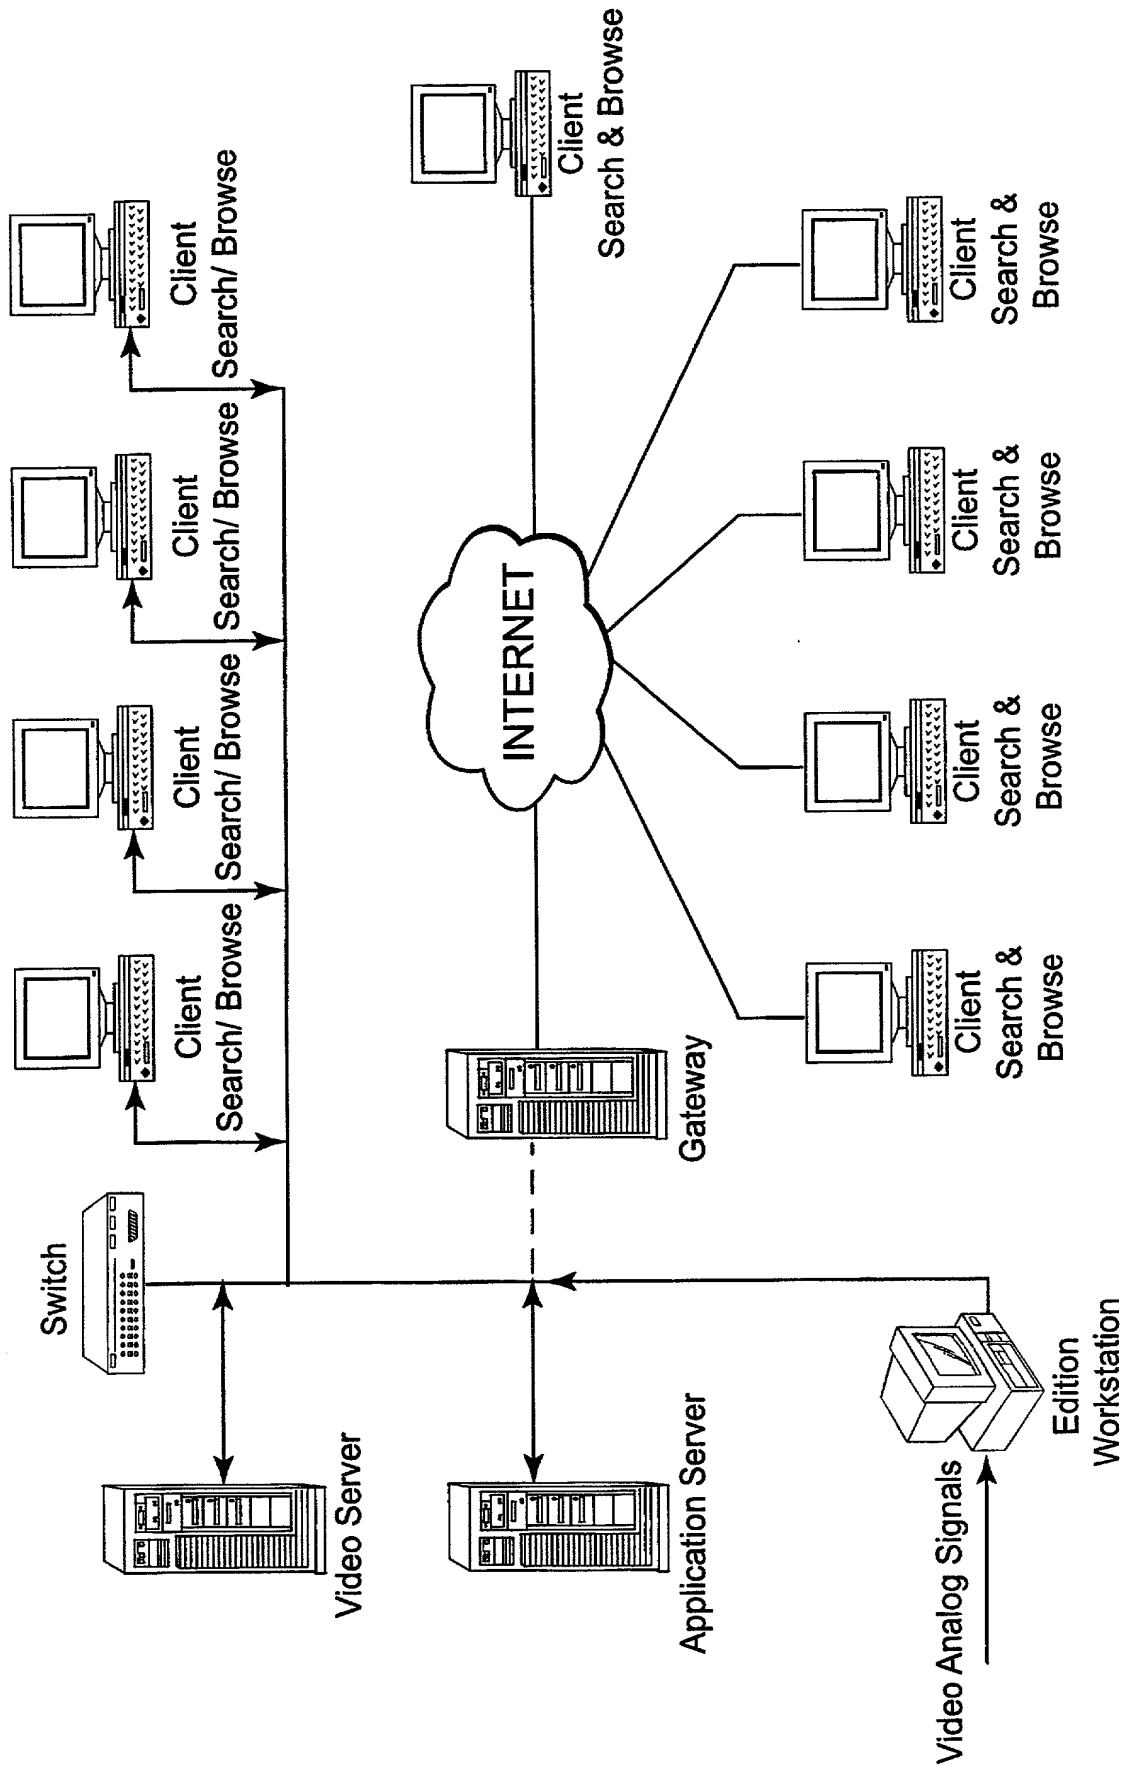 Switch
Client
Search/ Browse
Client
Search/ Browse
Client
Search/ Browse
Client
Search/ Browse
Video Server
Application Server
Gateway
INTERNET
Client
Search & Browse
Video Analog Signals
Edition
Workstation
Client
Search &
Browse
Client
Search &
Browse
Client
Search &
Browse
Client
Search &
Browse